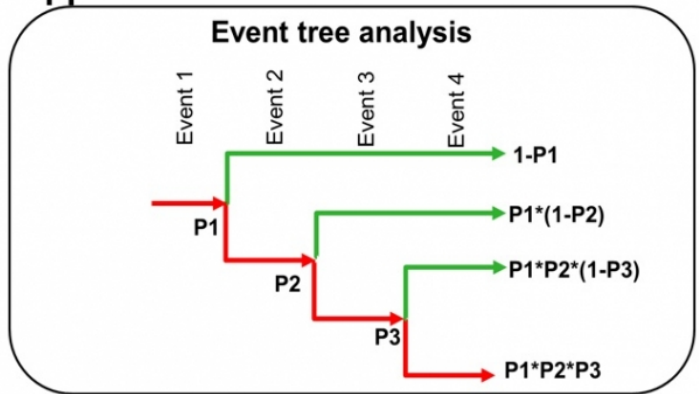 Event tree analysis
Event 1
Event 2
Event 3
Event 4
1-P1
P1
P1*(1-P2)
P2
P1*P2*(1-P3)
P3
P1*P2*P3